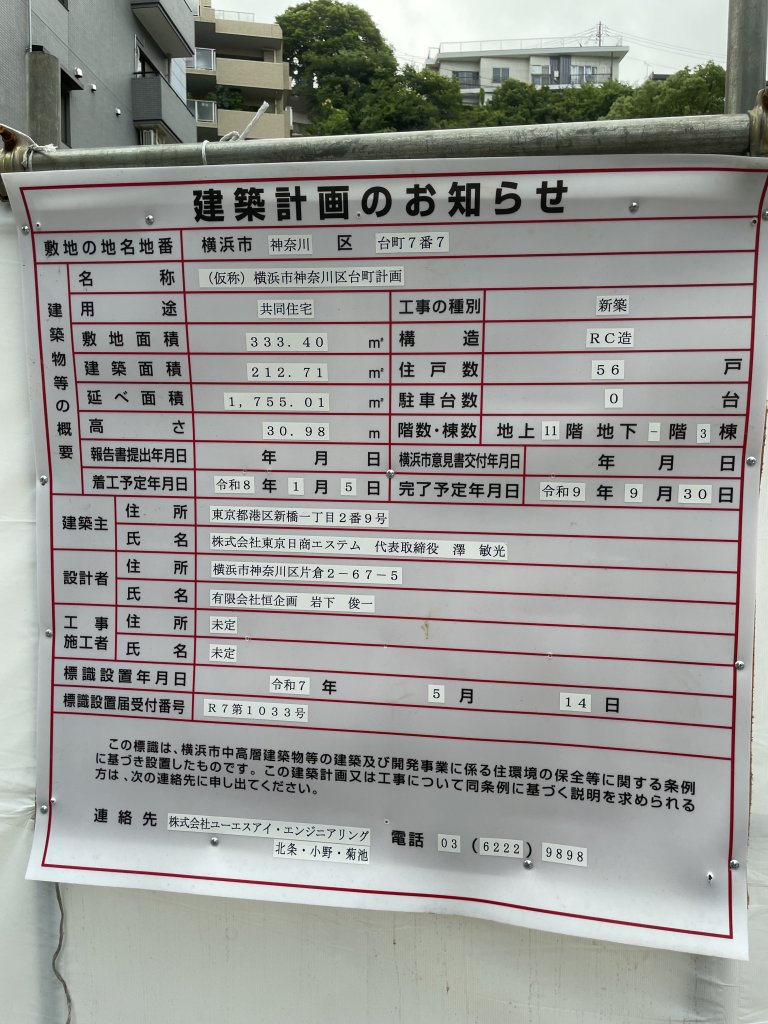 建築計画のお知らせ
敷地の地名地番 横浜市 神奈川 区 台町7番7
建築物等の概要
名称 (仮称)横浜市神奈川区台町計画
用途 共同住宅 工事の種別 新築
敷地面積 333.40 ㎡ 構造 RC造
建築面積 212.71 ㎡ 住戸数 56 戸
延べ面積 1,755.01 ㎡ 駐車台数 0 台
高さ 30.98 m 階数・棟数 地上 11 階 地下 - 階 3 棟
報告書提出年月日 年 月 日 横浜市意見書交付年月日 年 月 日
着工予定年月日 令和8 年 1 月 5 日 完了予定年月日 令和9 年 9 月 30 日
建築主 住所 東京都港区新橋一丁目2番9号
氏名 株式会社東京日商エステム 代表取締役 澤 敏光
設計者 住所 横浜市神奈川区片倉2-67-5
氏名 有限会社恒企画 岩下 俊一
工事施工者 住所 未定
氏名 未定
標識設置年月日 令和7 年 5 月 14 日
標識設置届受付番号 R7第1033号
この標識は、横浜市中高層建築物等の建築及び開発事業に係る住環境の保全等に関する条例
に基づき設置したものです。この建築計画又は工事について同条例に基づく説明を求められる
方は、次の連絡先に申し出てください。
連絡先 株式会社ユーエスアイ・エンジニアリング 電話 03 (6222) 9898
北条・小野・菊池